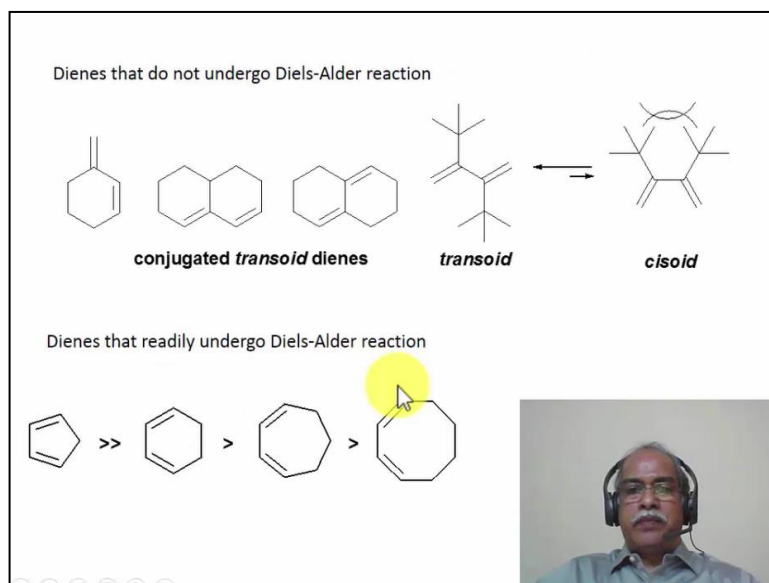 Dienes that do not undergo Diels-Alder reaction
conjugated transoid dienes transoid cisoid
Dienes that readily undergo Diels-Alder reaction
>> > >